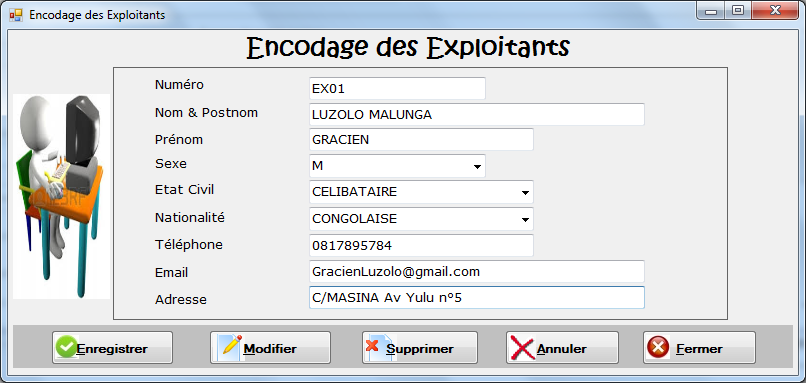 Encodage des Exploitants
Encodage des Exploitants
Numéro EX01
Nom & Postnom LUZOLO MALUNGA
Prénom GRACIEN
Sexe M
Etat Civil CELIBATAIRE
Nationalité CONGOLAISE
Téléphone 0817895784
Email GracienLuzolo@gmail.com
Adresse C/MASINA Av Yulu n°5
Enregistrer Modifier Supprimer Annuler Fermer